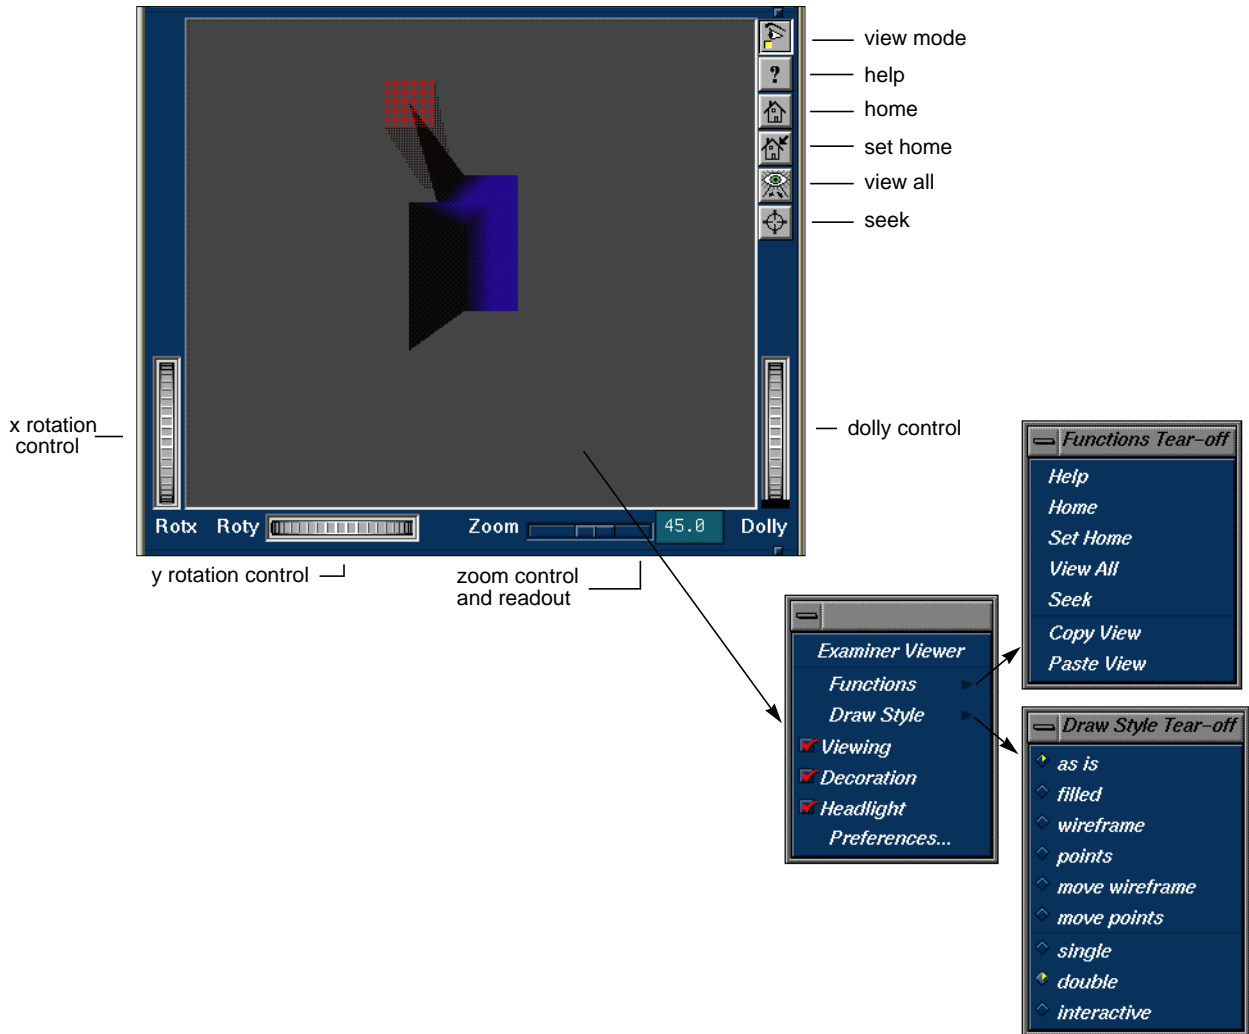 view mode
?
help
home
set home
view all
seek
x rotation
control
dolly control
Rotx
Roty
Zoom
45.0
Dolly
y rotation control
zoom control
and readout
Functions Tear-off
Help
Home
Set Home
View All
Seek
Copy View
Paste View
Examiner Viewer
Functions
Draw Style
Viewing
Decoration
Headlight
Preferences...
Draw Style Tear-off
as is
filled
wireframe
points
move wireframe
move points
single
double
interactive